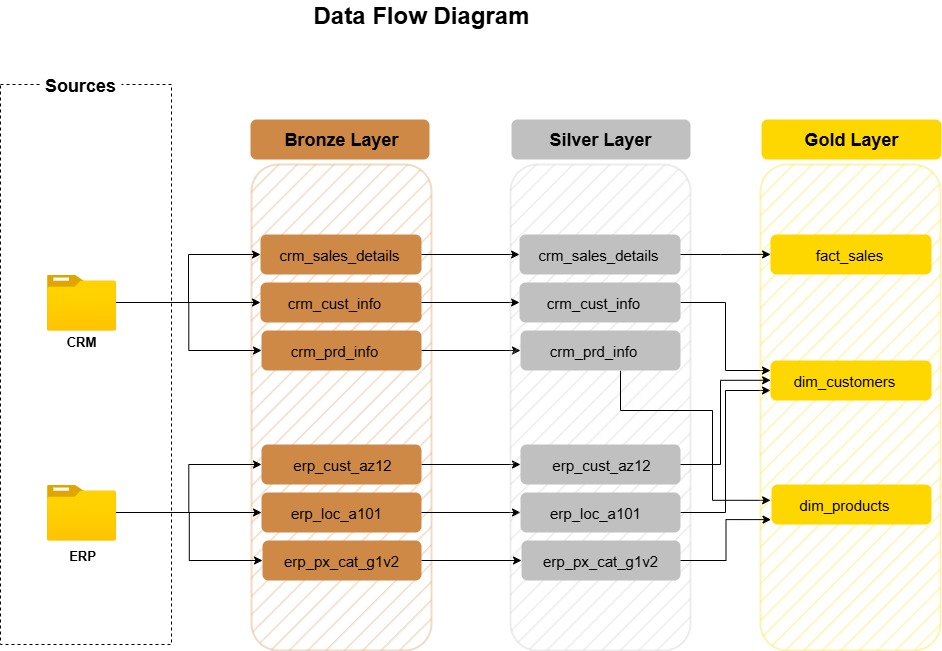 Data Flow Diagram
Sources
Bronze Layer
Silver Layer
Gold Layer
crm_sales_details
crm_sales_details
fact_sales
crm_cust_info
crm_cust_info
CRM
crm_prd_info
crm_prd_info
dim_customers
erp_cust_az12
erp_cust_az12
dim_products
erp_loc_a101
erp_loc_a101
ERP
erp_px_cat_g1v2
erp_px_cat_g1v2